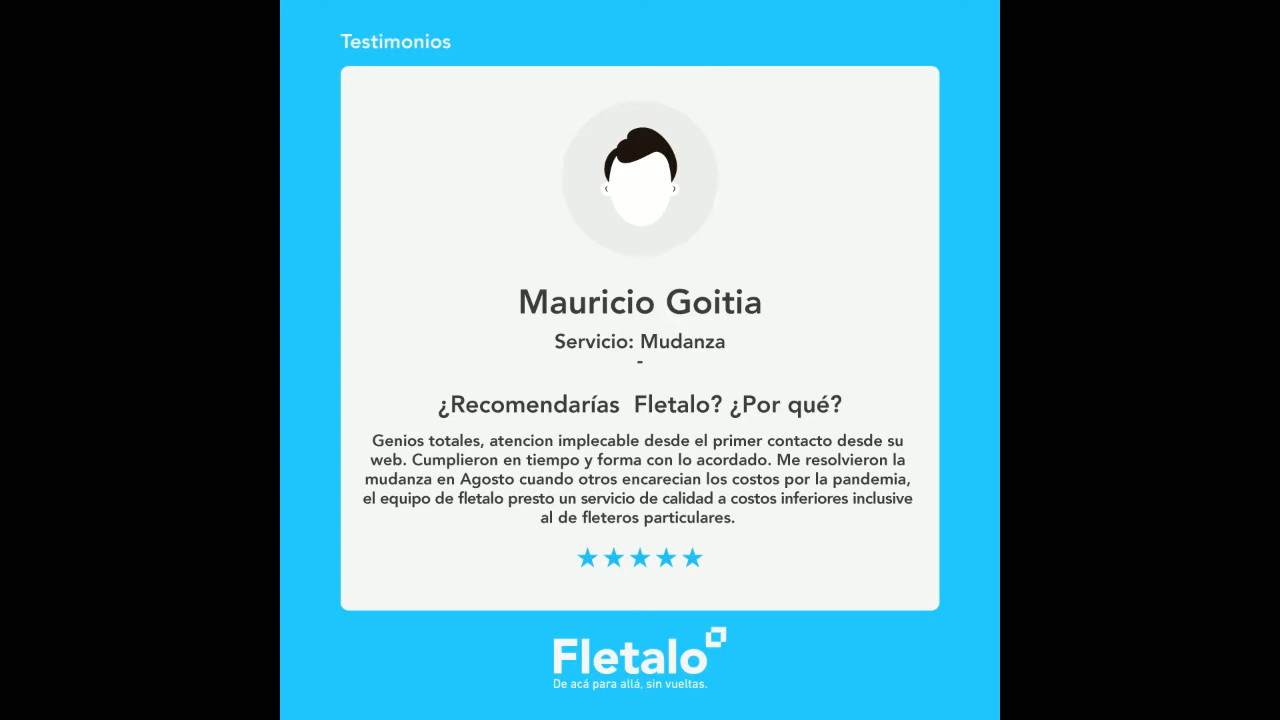 Testimonios
Mauricio Goitia
Servicio: Mudanza
-
¿Recomendarías Fletalo? ¿Por qué?
Genios totales, atencion implecable desde el primer contacto desde su
web. Cumplieron en tiempo y forma con lo acordado. Me resolvieron la
mudanza en Agosto cuando otros encarecian los costos por la pandemia,
el equipo de fletalo presto un servicio de calidad a costos inferiores inclusive
al de fleteros particulares.
Fletalo
De acá para allá, sin vueltas.